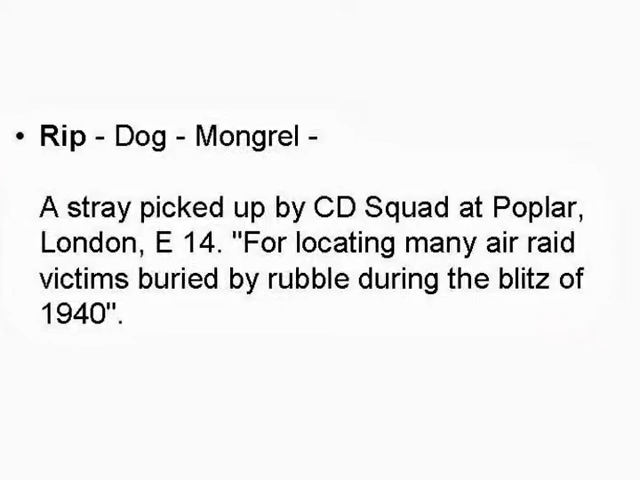 • Rip - Dog - Mongrel -
A stray picked up by CD Squad at Poplar,
London, E 14. "For locating many air raid
victims buried by rubble during the blitz of
1940".